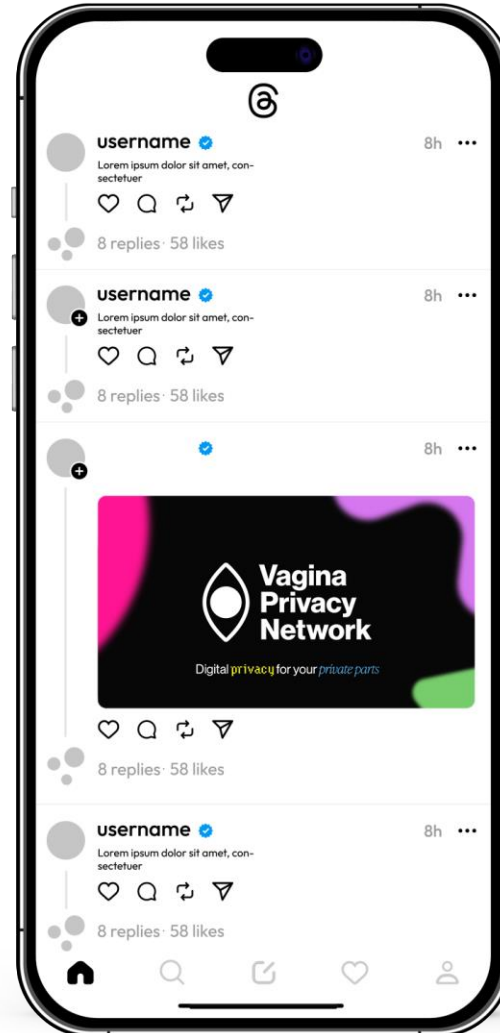 username
8h
Lorem ipsum dolor sit amet, con-
sectetuer
8 replies · 58 likes
username
8h
Lorem ipsum dolor sit amet, con-
sectetuer
8 replies · 58 likes
8h
Vagina
Privacy
Network
Digital privacy for your private parts
8 replies · 58 likes
username
8h
Lorem ipsum dolor sit amet, con-
sectetuer
8 replies · 58 likes